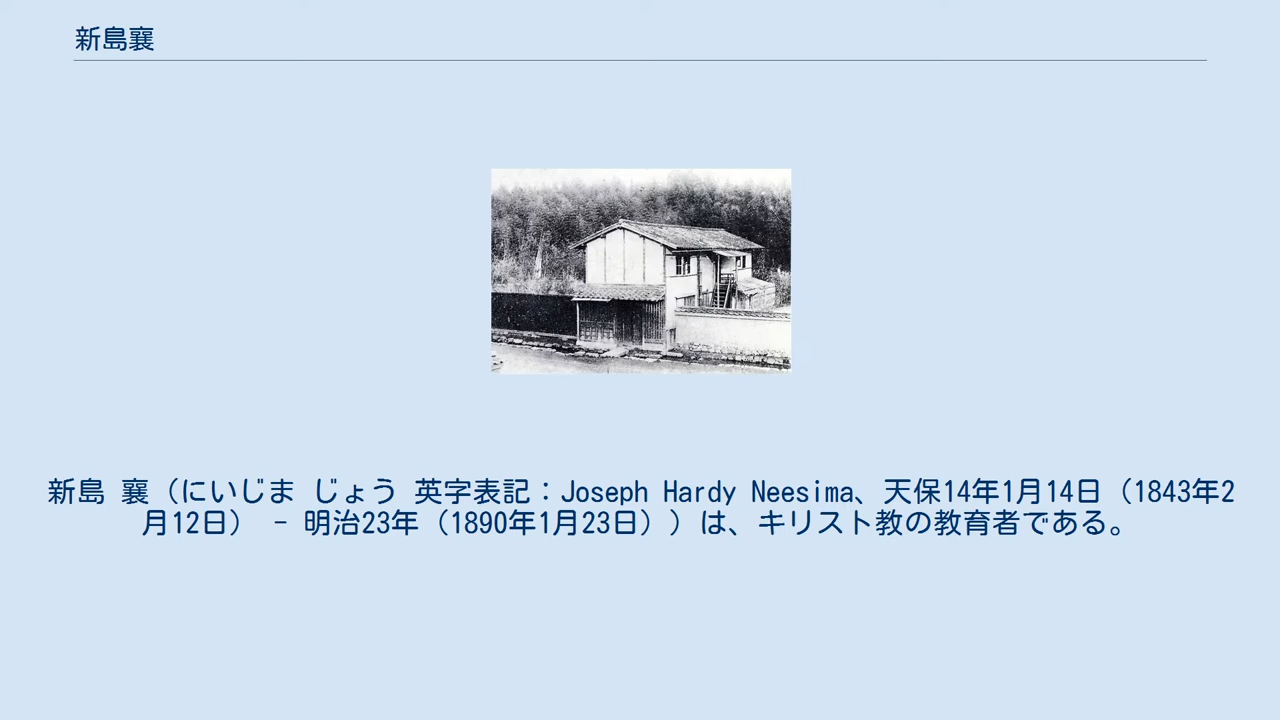 新島襄
新島 襄（にいじま じょう 英字表記：Joseph Hardy Neesima、天保14年1月14日（1843年2
月12日） - 明治23年（1890年1月23日））は、キリスト教の教育者である。